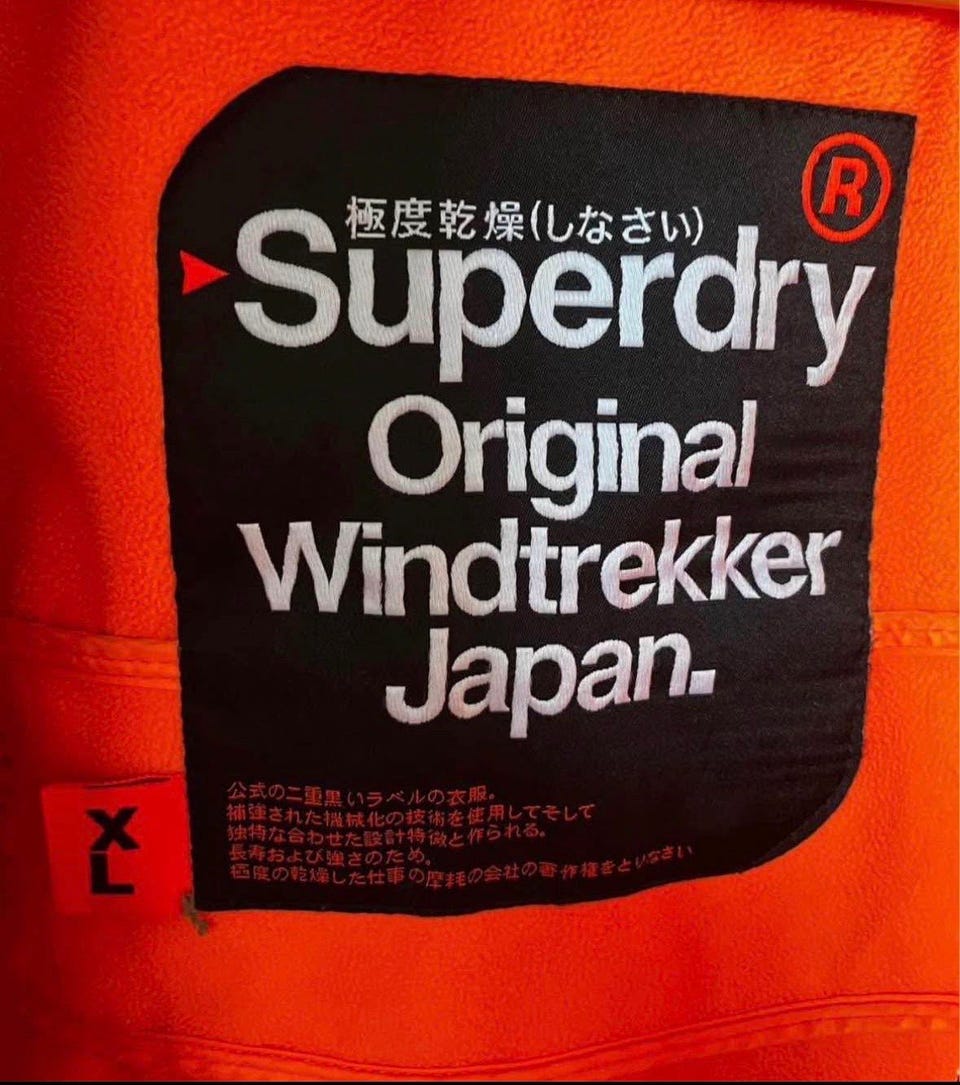 ®
極度乾燥(しなさい)
Superdry
Original
Windtrekker
Japan.
公式の二重黒いラベルの衣服。
補強された機械化の技術を使用してそして
独特な合わせた設計特徴と作られる。
長寿および強さのため。
極度の乾燥した仕事の摩耗の会社の著作権をといなさい
XL